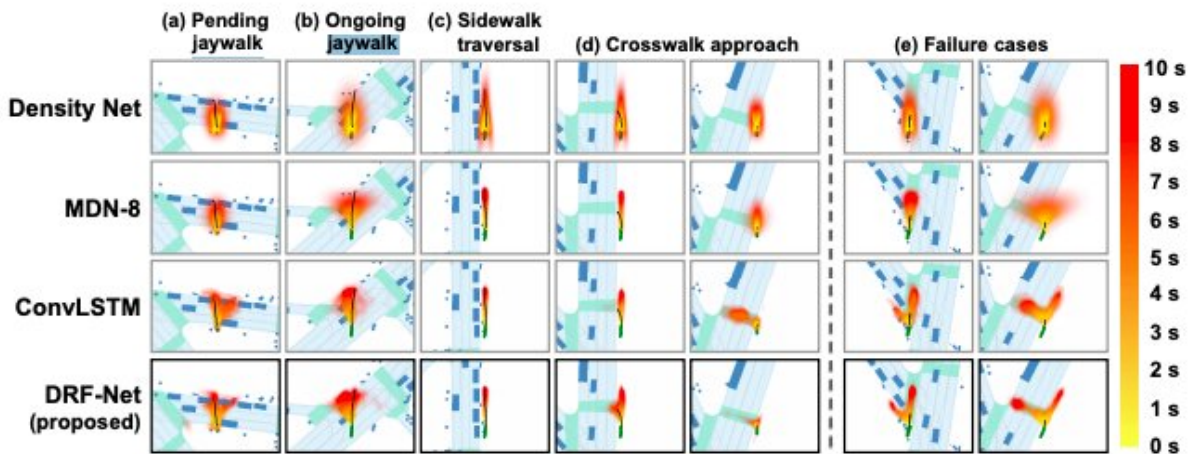 (a) Pending
jaywalk
(b) Ongoing
jaywalk
(c) Sidewalk
traversal
(d) Crosswalk approach
(e) Failure cases
Density Net
MDN-8
ConvLSTM
DRF-Net
(proposed)
10 s
9 s
8 s
7 s
6 s
5 s
4 s
3 s
2 s
1 s
0 s